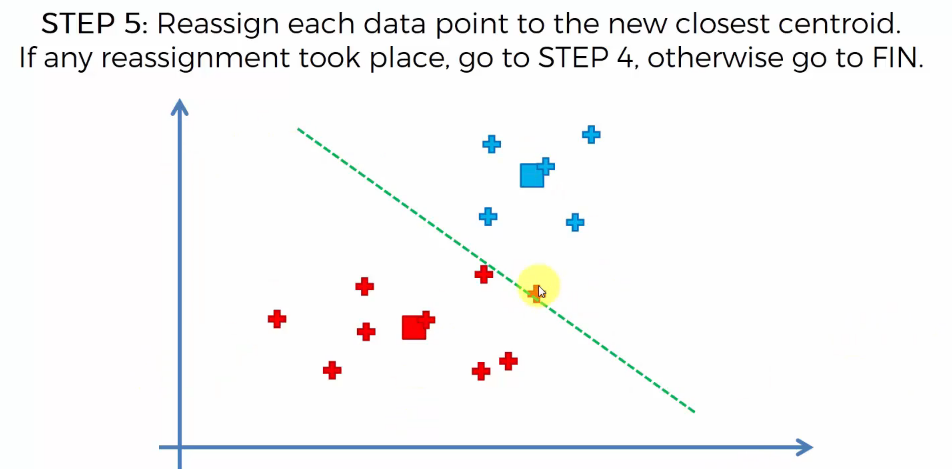 STEP 5: Reassign each data point to the new closest centroid.
If any reassignment took place, go to STEP 4, otherwise go to FIN.